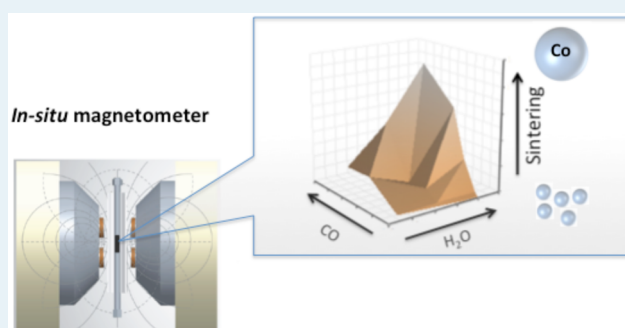 Co
In-situ magnetometer
Sintering
CO
H₂O